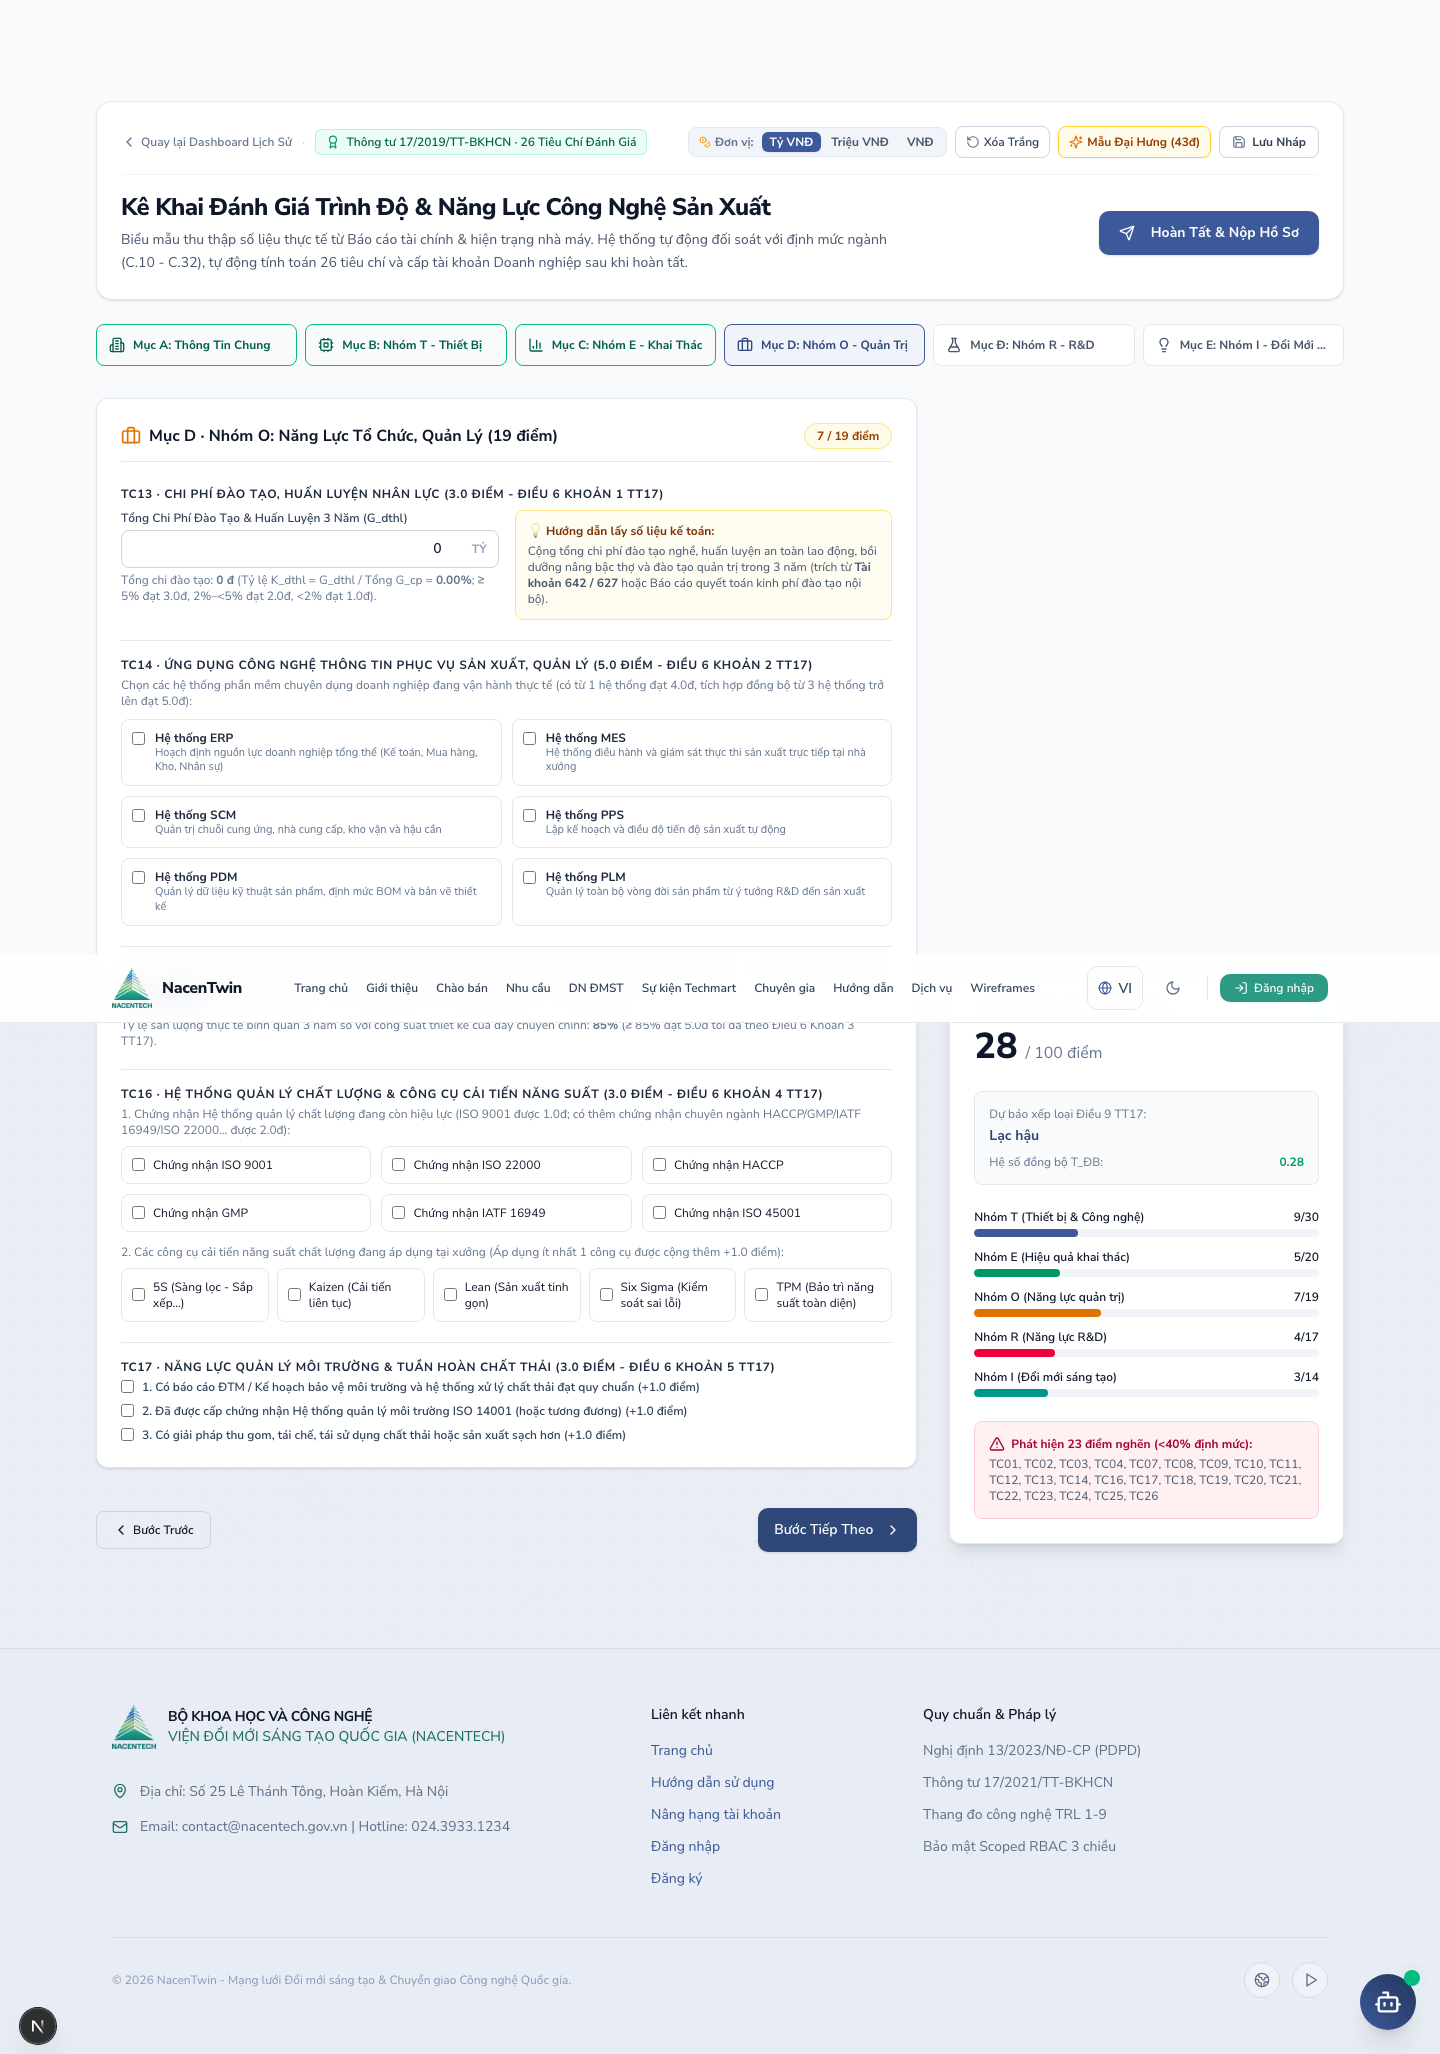 Quay lại Dashboard Lịch Sử
·
Thông tư 17/2019/TT-BKHCN · 26 Tiêu Chí Đánh Giá
Đơn vị:
Tỷ VNĐ
Triệu VNĐ
VNĐ
Xóa Trắng
Mẫu Đại Hưng (43đ)
Lưu Nháp
Kê Khai Đánh Giá Trình Độ & Năng Lực Công Nghệ Sản Xuất
Biểu mẫu thu thập số liệu thực tế từ Báo cáo tài chính & hiện trạng nhà máy. Hệ thống tự động đối soát với định mức ngành
(C.10 - C.32), tự động tính toán 26 tiêu chí và cấp tài khoản Doanh nghiệp sau khi hoàn tất.
Hoàn Tất & Nộp Hồ Sơ
Mục A: Thông Tin Chung
Mục B: Nhóm T - Thiết Bị
Mục C: Nhóm E - Khai Thác
Mục D: Nhóm O - Quản Trị
Mục Đ: Nhóm R - R&D
Mục E: Nhóm I - Đổi Mới ...
Mục D · Nhóm O: Năng Lực Tổ Chức, Quản Lý (19 điểm)
7 / 19 điểm
TC13 · CHI PHÍ ĐÀO TẠO, HUẤN LUYỆN NHÂN LỰC (3.0 ĐIỂM - ĐIỀU 6 KHOẢN 1 TT17)
Tổng Chi Phí Đào Tạo & Huấn Luyện 3 Năm (G_dthl)
0
TỶ
Tổng chi đào tạo: 0 đ (Tỷ lệ K_dthl = G_dthl / Tổng G_cp = 0.00%; ≥
5% đạt 3.0đ, 2%–<5% đạt 2.0đ, <2% đạt 1.0đ).
💡 Hướng dẫn lấy số liệu kế toán:
Cộng tổng chi phí đào tạo nghề, huấn luyện an toàn lao động, bồi
dưỡng nâng bậc thợ và đào tạo quản trị trong 3 năm (trích từ Tài
khoản 642 / 627 hoặc Báo cáo quyết toán kinh phí đào tạo nội
bộ).
TC14 · ỨNG DỤNG CÔNG NGHỆ THÔNG TIN PHỤC VỤ SẢN XUẤT, QUẢN LÝ (5.0 ĐIỂM - ĐIỀU 6 KHOẢN 2 TT17)
Chọn các hệ thống phần mềm chuyên dụng doanh nghiệp đang vận hành thực tế (có từ 1 hệ thống đạt 4.0đ, tích hợp đồng bộ từ 3 hệ thống trở
lên đạt 5.0đ):
Hệ thống ERP
Hoạch định nguồn lực doanh nghiệp tổng thể (Kế toán, Mua hàng,
Kho, Nhân sự)
Hệ thống MES
Hệ thống điều hành và giám sát thực thi sản xuất trực tiếp tại nhà
xưởng
Hệ thống SCM
Quản trị chuỗi cung ứng, nhà cung cấp, kho vận và hậu cần
Hệ thống PPS
Lập kế hoạch và điều độ tiến độ sản xuất tự động
Hệ thống PDM
Quản lý dữ liệu kỹ thuật sản phẩm, định mức BOM và bản vẽ thiết
kế
Hệ thống PLM
Quản lý toàn bộ vòng đời sản phẩm từ ý tưởng R&D đến sản xuất
NACENTECH
NacenTwin
Trang chủ
Giới thiệu
Chào bán
Nhu cầu
DN ĐMST
Sự kiện Techmart
Chuyên gia
Hướng dẫn
Dịch vụ
Wireframes
VI
Đăng nhập
Tỷ lệ sản lượng thực tế bình quân 3 năm so với công suất thiết kế của dây chuyền chính: 85% (≥ 85% đạt 5.0đ tối đa theo Điều 6 Khoản 3
TT17).
TC16 · HỆ THỐNG QUẢN LÝ CHẤT LƯỢNG & CÔNG CỤ CẢI TIẾN NĂNG SUẤT (3.0 ĐIỂM - ĐIỀU 6 KHOẢN 4 TT17)
1. Chứng nhận Hệ thống quản lý chất lượng đang còn hiệu lực (ISO 9001 được 1.0đ; có thêm chứng nhận chuyên ngành HACCP/GMP/IATF
16949/ISO 22000... được 2.0đ):
Chứng nhận ISO 9001
Chứng nhận ISO 22000
Chứng nhận HACCP
Chứng nhận GMP
Chứng nhận IATF 16949
Chứng nhận ISO 45001
2. Các công cụ cải tiến năng suất chất lượng đang áp dụng tại xưởng (Áp dụng ít nhất 1 công cụ được cộng thêm +1.0 điểm):
5S (Sàng lọc - Sắp
xếp...)
Kaizen (Cải tiến
liên tục)
Lean (Sản xuất tinh
gọn)
Six Sigma (Kiểm
soát sai lỗi)
TPM (Bảo trì năng
suất toàn diện)
TC17 · NĂNG LỰC QUẢN LÝ MÔI TRƯỜNG & TUẦN HOÀN CHẤT THẢI (3.0 ĐIỂM - ĐIỀU 6 KHOẢN 5 TT17)
1. Có báo cáo ĐTM / Kế hoạch bảo vệ môi trường và hệ thống xử lý chất thải đạt quy chuẩn (+1.0 điểm)
2. Đã được cấp chứng nhận Hệ thống quản lý môi trường ISO 14001 (hoặc tương đương) (+1.0 điểm)
3. Có giải pháp thu gom, tái chế, tái sử dụng chất thải hoặc sản xuất sạch hơn (+1.0 điểm)
28 / 100 điểm
Dự báo xếp loại Điều 9 TT17:
Lạc hậu
Hệ số đồng bộ T_ĐB:
0.28
Nhóm T (Thiết bị & Công nghệ)
9/30
Nhóm E (Hiệu quả khai thác)
5/20
Nhóm O (Năng lực quản trị)
7/19
Nhóm R (Năng lực R&D)
4/17
Nhóm I (Đổi mới sáng tạo)
3/14
Phát hiện 23 điểm nghẽn (<40% định mức):
TC01, TC02, TC03, TC04, TC07, TC08, TC09, TC10, TC11,
TC12, TC13, TC14, TC16, TC17, TC18, TC19, TC20, TC21,
TC22, TC23, TC24, TC25, TC26
Bước Trước
Bước Tiếp Theo
NACENTECH
BỘ KHOA HỌC VÀ CÔNG NGHỆ
VIỆN ĐỔI MỚI SÁNG TẠO QUỐC GIA (NACENTECH)
Địa chỉ: Số 25 Lê Thánh Tông, Hoàn Kiếm, Hà Nội
Email: contact@nacentech.gov.vn | Hotline: 024.3933.1234
Liên kết nhanh
Trang chủ
Hướng dẫn sử dụng
Nâng hạng tài khoản
Đăng nhập
Đăng ký
Quy chuẩn & Pháp lý
Nghị định 13/2023/NĐ-CP (PDPD)
Thông tư 17/2021/TT-BKHCN
Thang đo công nghệ TRL 1-9
Bảo mật Scoped RBAC 3 chiều
© 2026 NacenTwin - Mạng lưới Đổi mới sáng tạo & Chuyển giao Công nghệ Quốc gia.
N